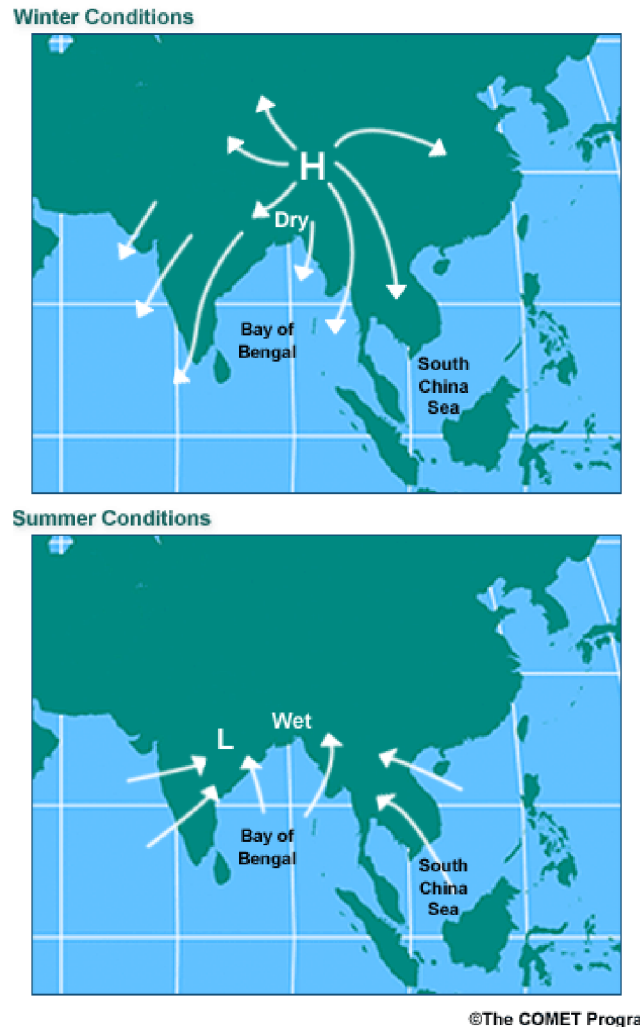 Winter Conditions
H
Dry
Bay of
Bengal
South
China
Sea
Summer Conditions
L
Wet
Bay of
Bengal
South
China
Sea
©The COMET Progra